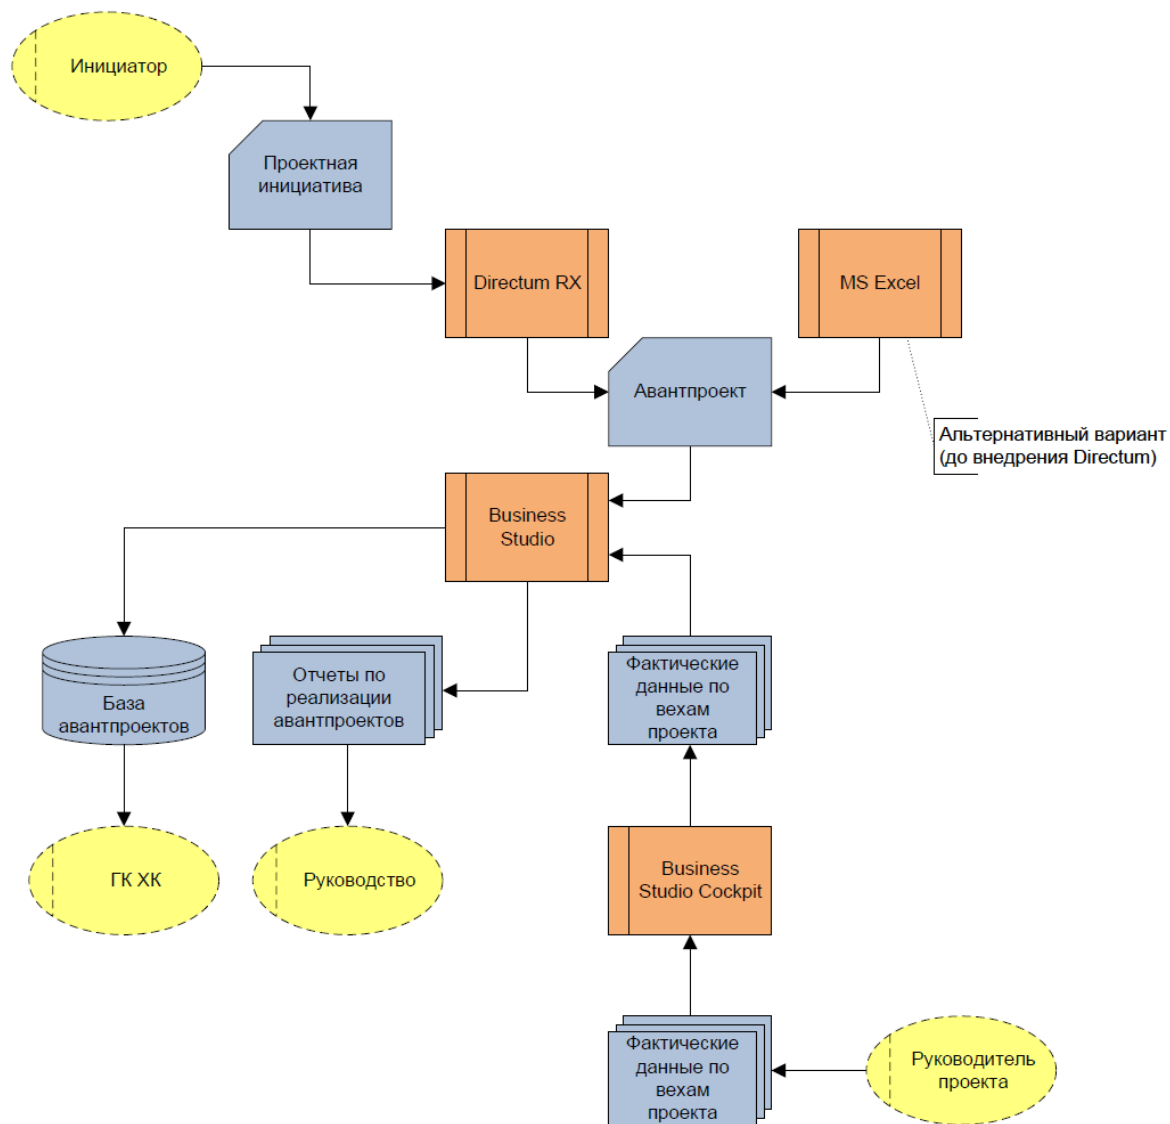 Инициатор
Проектная
инициатива
Directum RX
MS Excel
Авантпроект
Альтернативный вариант
(до внедрения Directum)
Business
Studio
База
авантпроектов
Отчеты по
реализации
авантпроектов
Фактические
данные по
вехам
проекта
ГК ХК
Руководство
Business
Studio Cockpit
Фактические
данные по
вехам
проекта
Руководитель
проекта